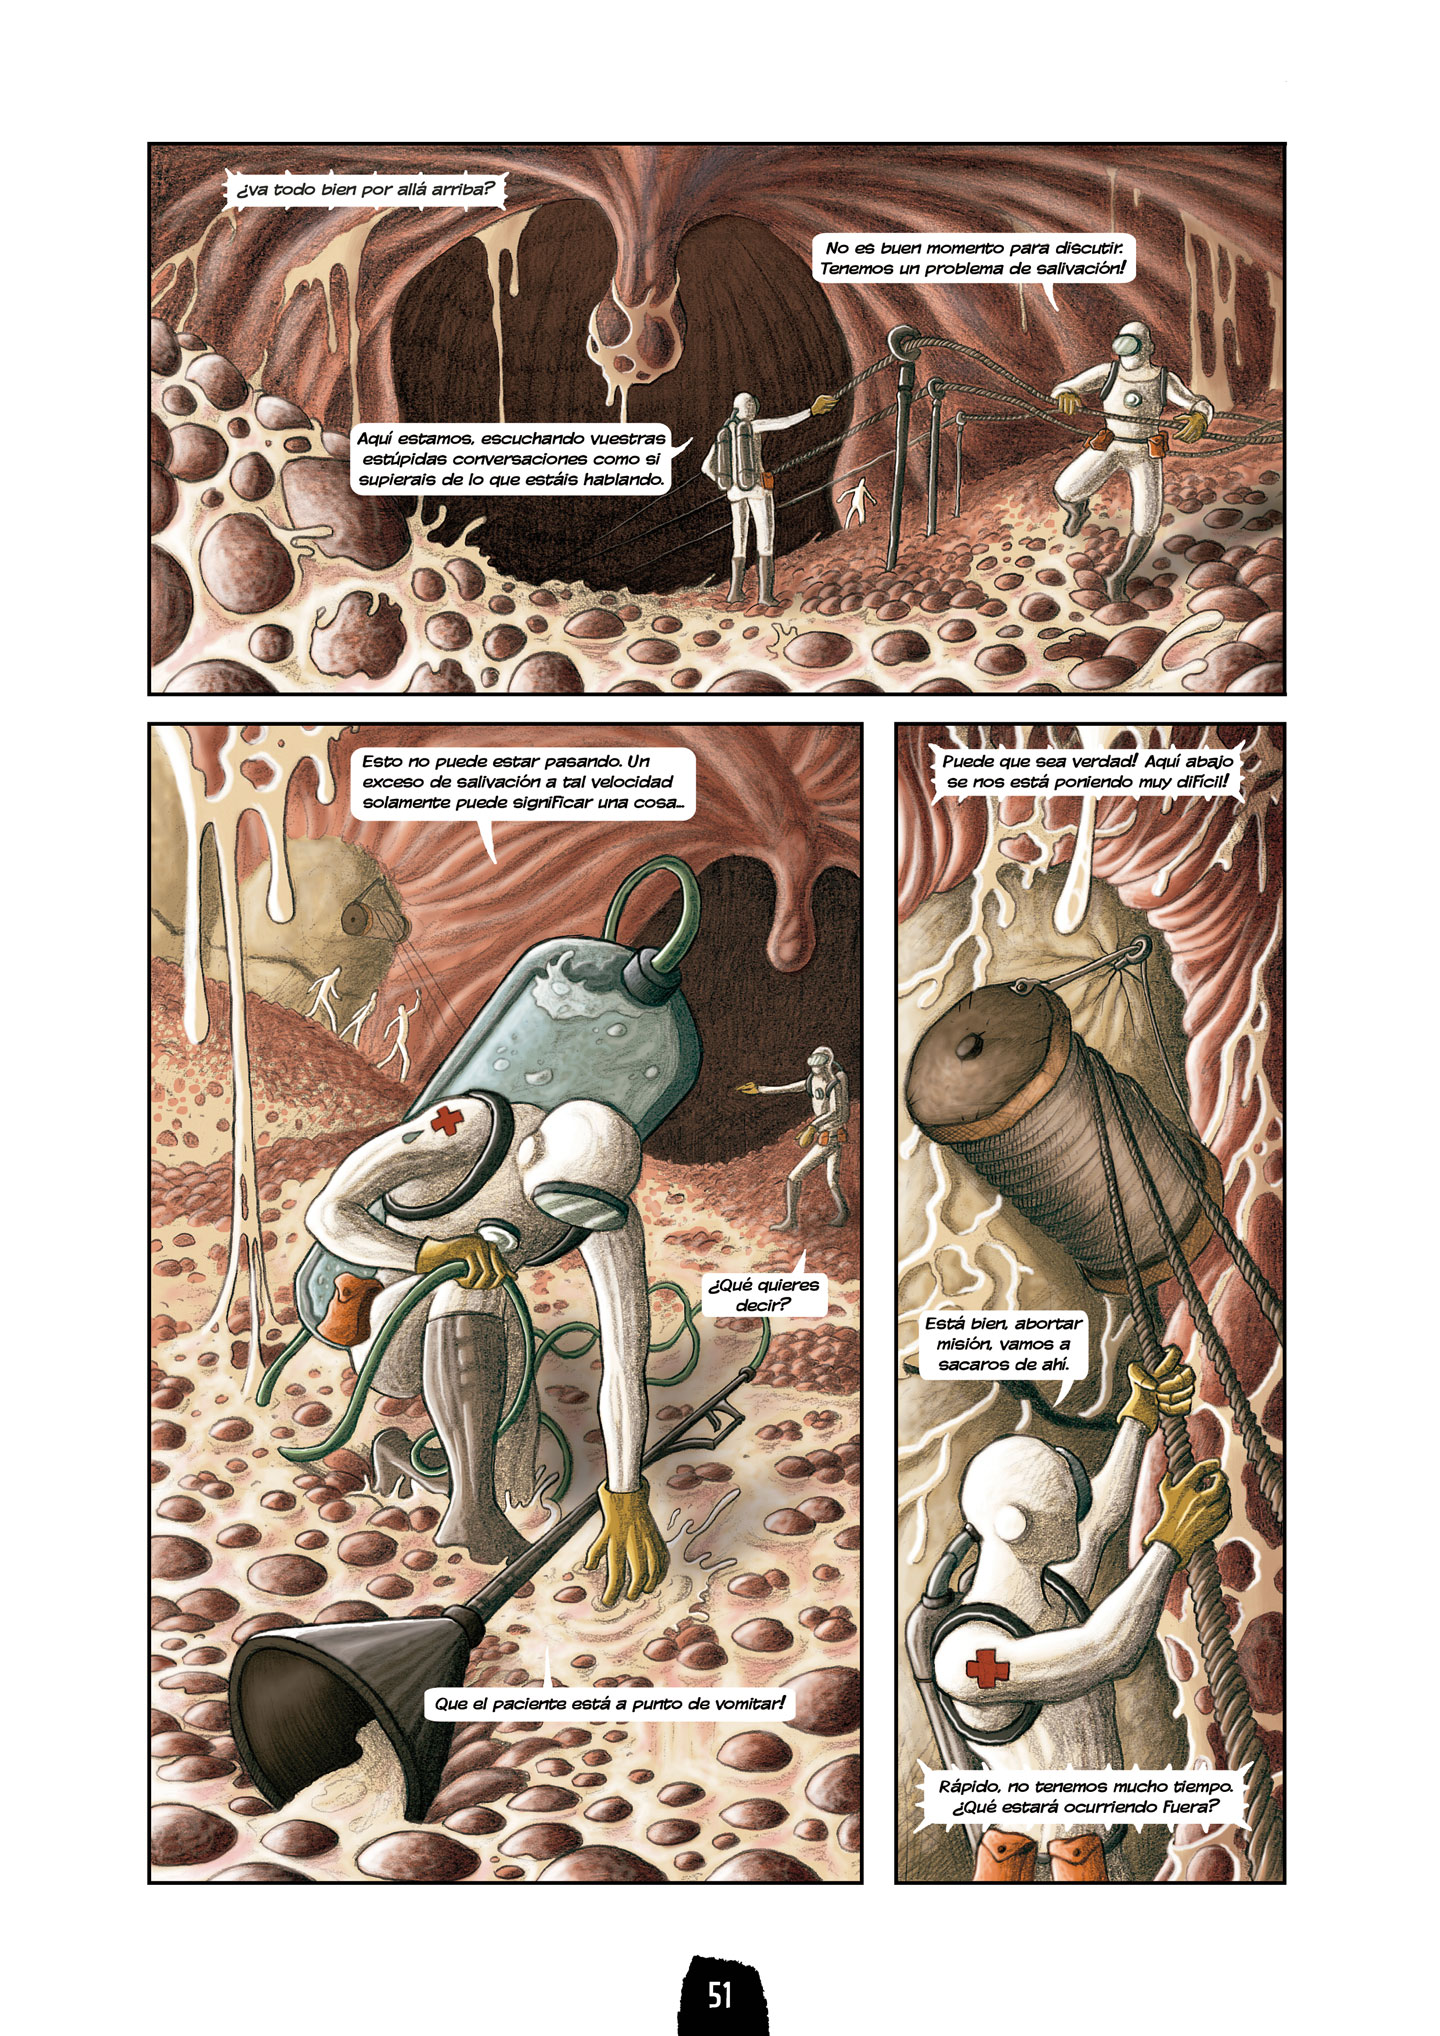 ¿va todo bien por allá arriba?
No es buen momento para discutir.
Tenemos un problema de salivación!
Aquí estamos, escuchando vuestras
estúpidas conversaciones como si
supierais de lo que estáis hablando.
Esto no puede estar pasando. Un
exceso de salivación a tal velocidad
solamente puede significar una cosa...
¿Qué quieres
decir?
Que el paciente está a punto de vomitar!
Puede que sea verdad! Aquí abajo
se nos está poniendo muy difícil!
Está bien, abortar
misión, vamos a
sacaros de ahí.
Rápido, no tenemos mucho tiempo.
¿Qué estará ocurriendo fuera?
51